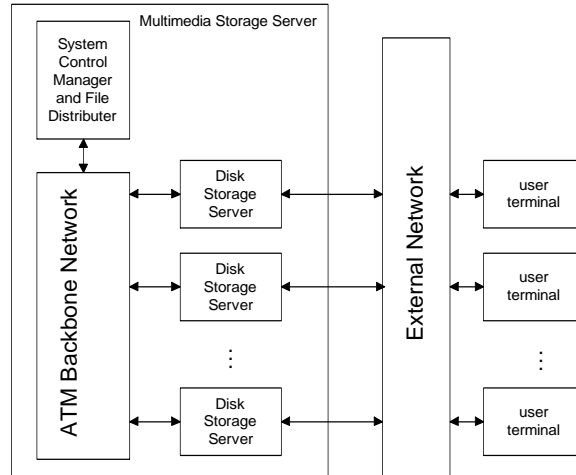 Multimedia Storage Server
System
Control
Manager
and File
Distributer
ATM Backbone Network
Disk
Storage
Server
Disk
Storage
Server
Disk
Storage
Server
External Network
user
terminal
user
terminal
user
terminal